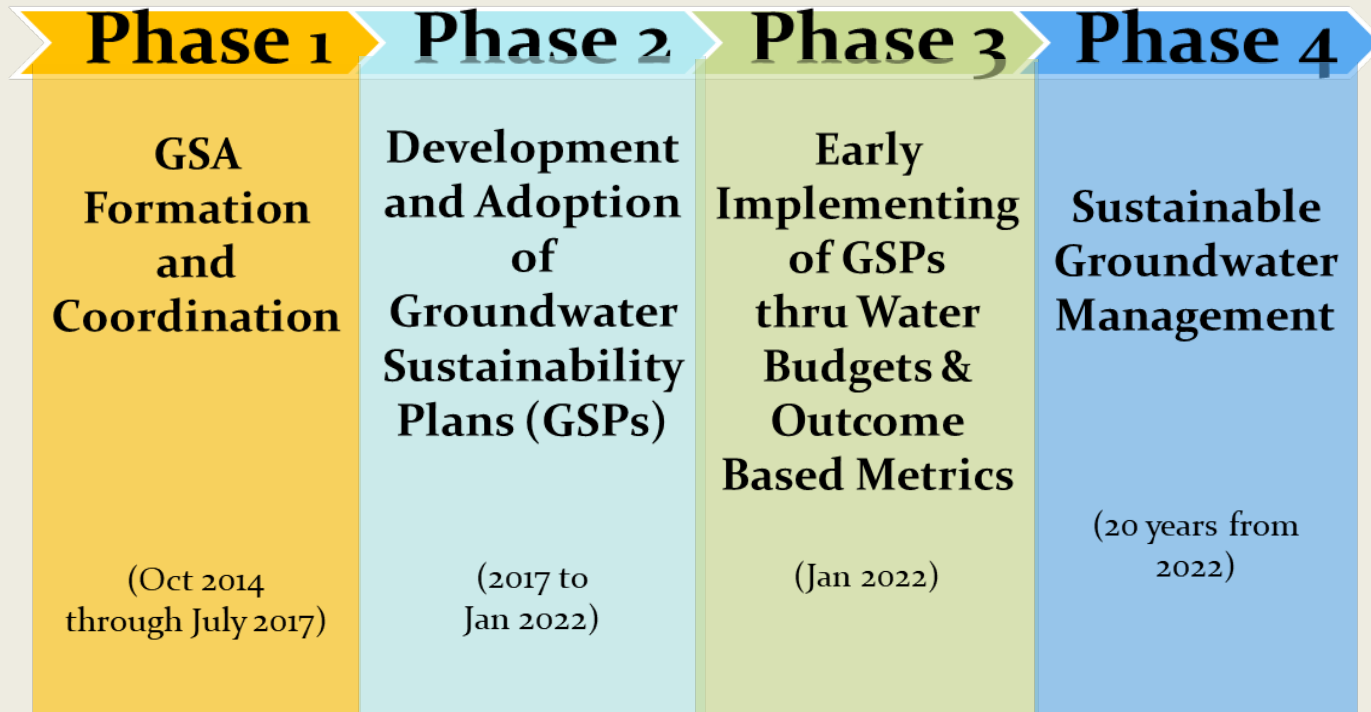 Phase 1
GSA
Formation
and
Coordination
(Oct 2014
through July 2017)
Phase 2
Development
and Adoption
of
Groundwater
Sustainability
Plans (GSPs)
(2017 to
Jan 2022)
Phase 3
Early
Implementing
of GSPs
thru Water
Budgets &
Outcome
Based Metrics
(Jan 2022)
Phase 4
Sustainable
Groundwater
Management
(20 years from
2022)